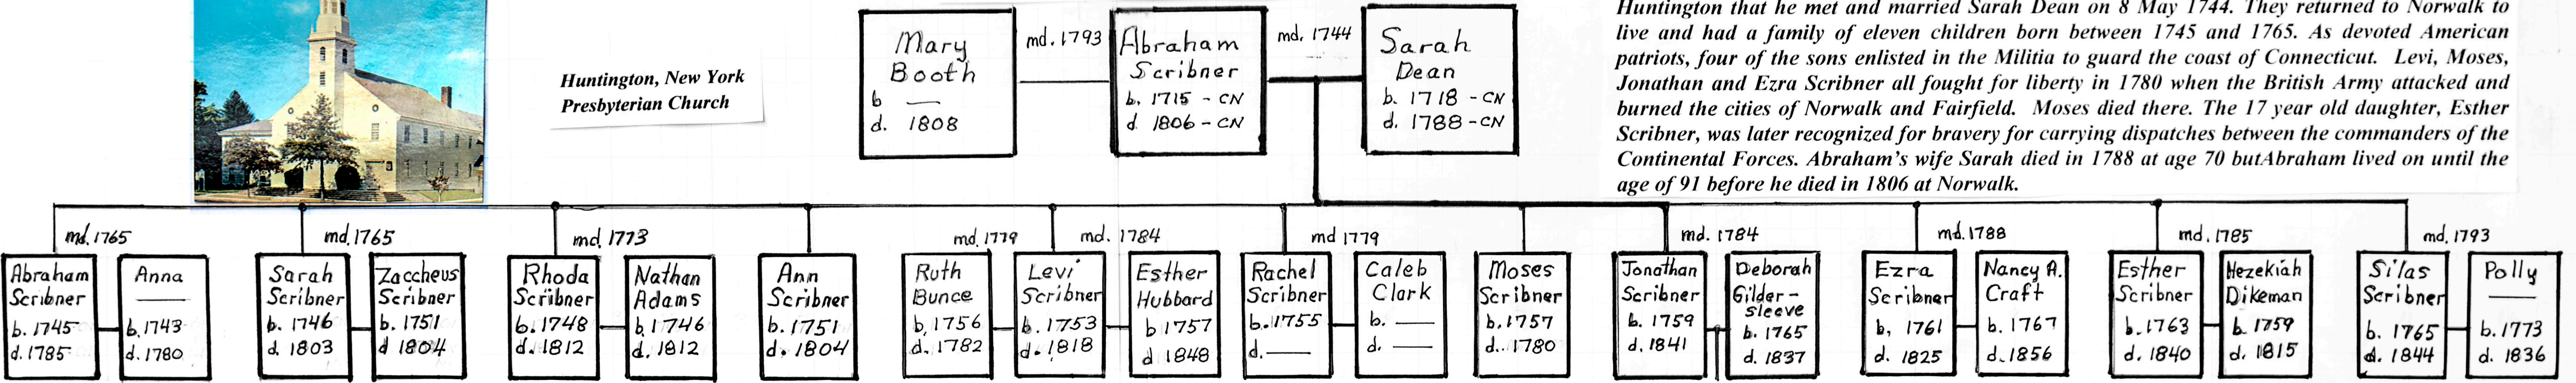 Huntington, New York
Presbyterian Church
Mary
Booth
b —
d. 1808
md. 1793
Abraham
Scribner
b. 1715 - CN
d 1806 - CN
md. 1744
Sarah
Dean
b. 1718 - CN
d. 1788 - CN
Huntington that he met and married Sarah Dean on 8 May 1744. They returned to Norwalk to
live and had a family of eleven children born between 1745 and 1765. As devoted American
patriots, four of the sons enlisted in the Militia to guard the coast of Connecticut. Levi, Moses,
Jonathan and Ezra Scribner all fought for liberty in 1780 when the British Army attacked and
burned the cities of Norwalk and Fairfield. Moses died there. The 17 year old daughter, Esther
Scribner, was later recognized for bravery for carrying dispatches between the commanders of the
Continental Forces. Abraham's wife Sarah died in 1788 at age 70 butAbraham lived on until the
age of 91 before he died in 1806 at Norwalk.
md. 1765
Abraham
Scribner
b. 1745
d. 1785
Anna
—
b. 1743
d. 1780
md. 1765
Sarah
Scribner
b. 1746
d. 1803
Zaccheus
Scribner
b. 1751
d 1804
md. 1773
Rhoda
Scribner
b. 1748
d. 1812
Nathan
Adams
b. 1746
d. 1812
Ann
Scribner
b. 1751
d. 1804
md. 1779
Ruth
Bunce
b. 1756
d. 1782
Levi
Scribner
b. 1753
d. 1818
md. 1784
Esther
Hubbard
b 1757
d 1848
md 1779
Rachel
Scribner
b. 1755
d. —
Caleb
Clark
b. —
d. —
Moses
Scribner
b. 1757
d. 1780
md. 1784
Jonathan
Scribner
b. 1759
d. 1841
Deborah
Gilder-
sleeve
b. 1765
d. 1837
md. 1788
Ezra
Scribner
b. 1761
d. 1825
Nancy A.
Craft
b. 1767
d. 1856
md. 1785
Esther
Scribner
b. 1763
d. 1840
Hezekiah
Dikeman
b. 1759
d. 1815
md. 1793
Silas
Scribner
b. 1765
d. 1844
Polly
—
b. 1773
d. 1836